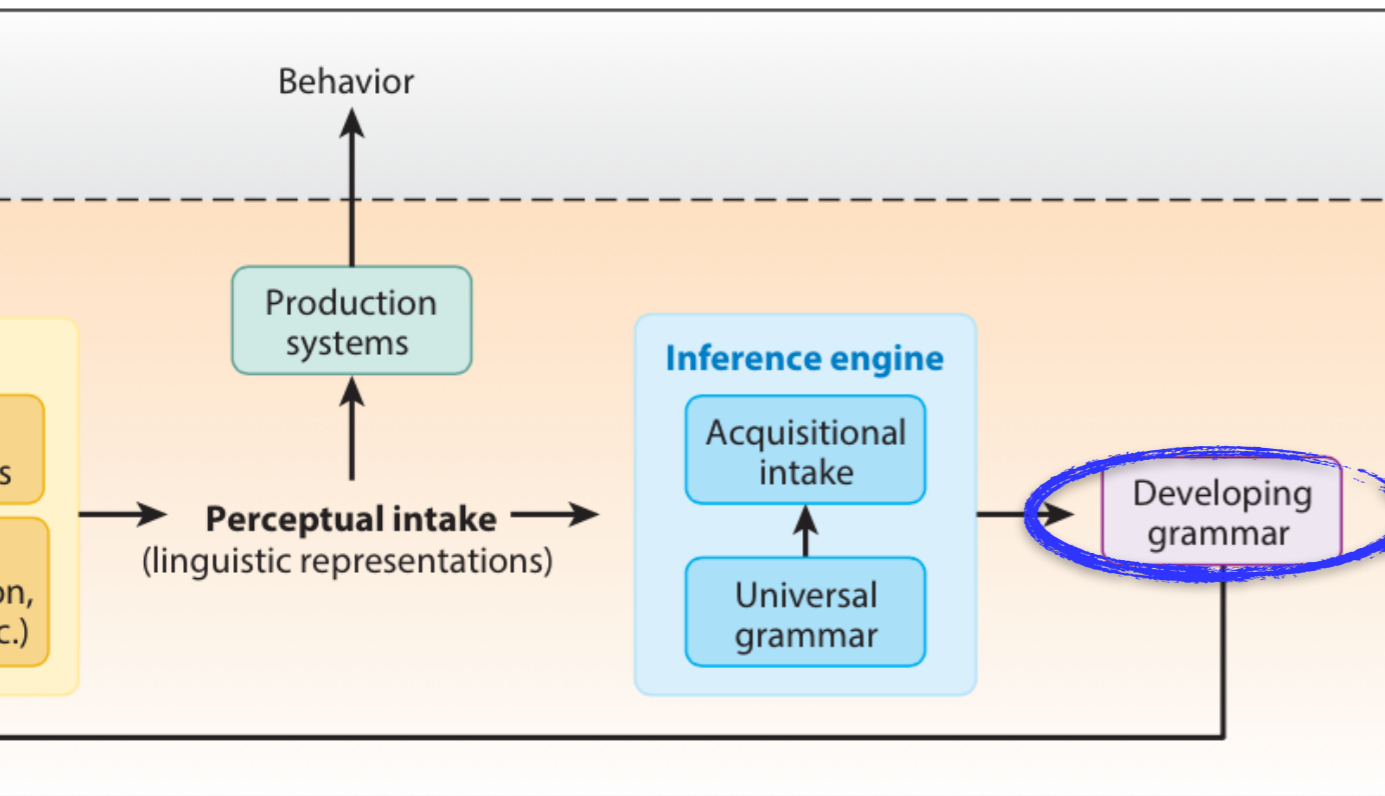 Behavior
Production
systems
s
on,
c.)
Perceptual intake
(linguistic representations)
Inference engine
Acquisitional
intake
Universal
grammar
Developing
grammar